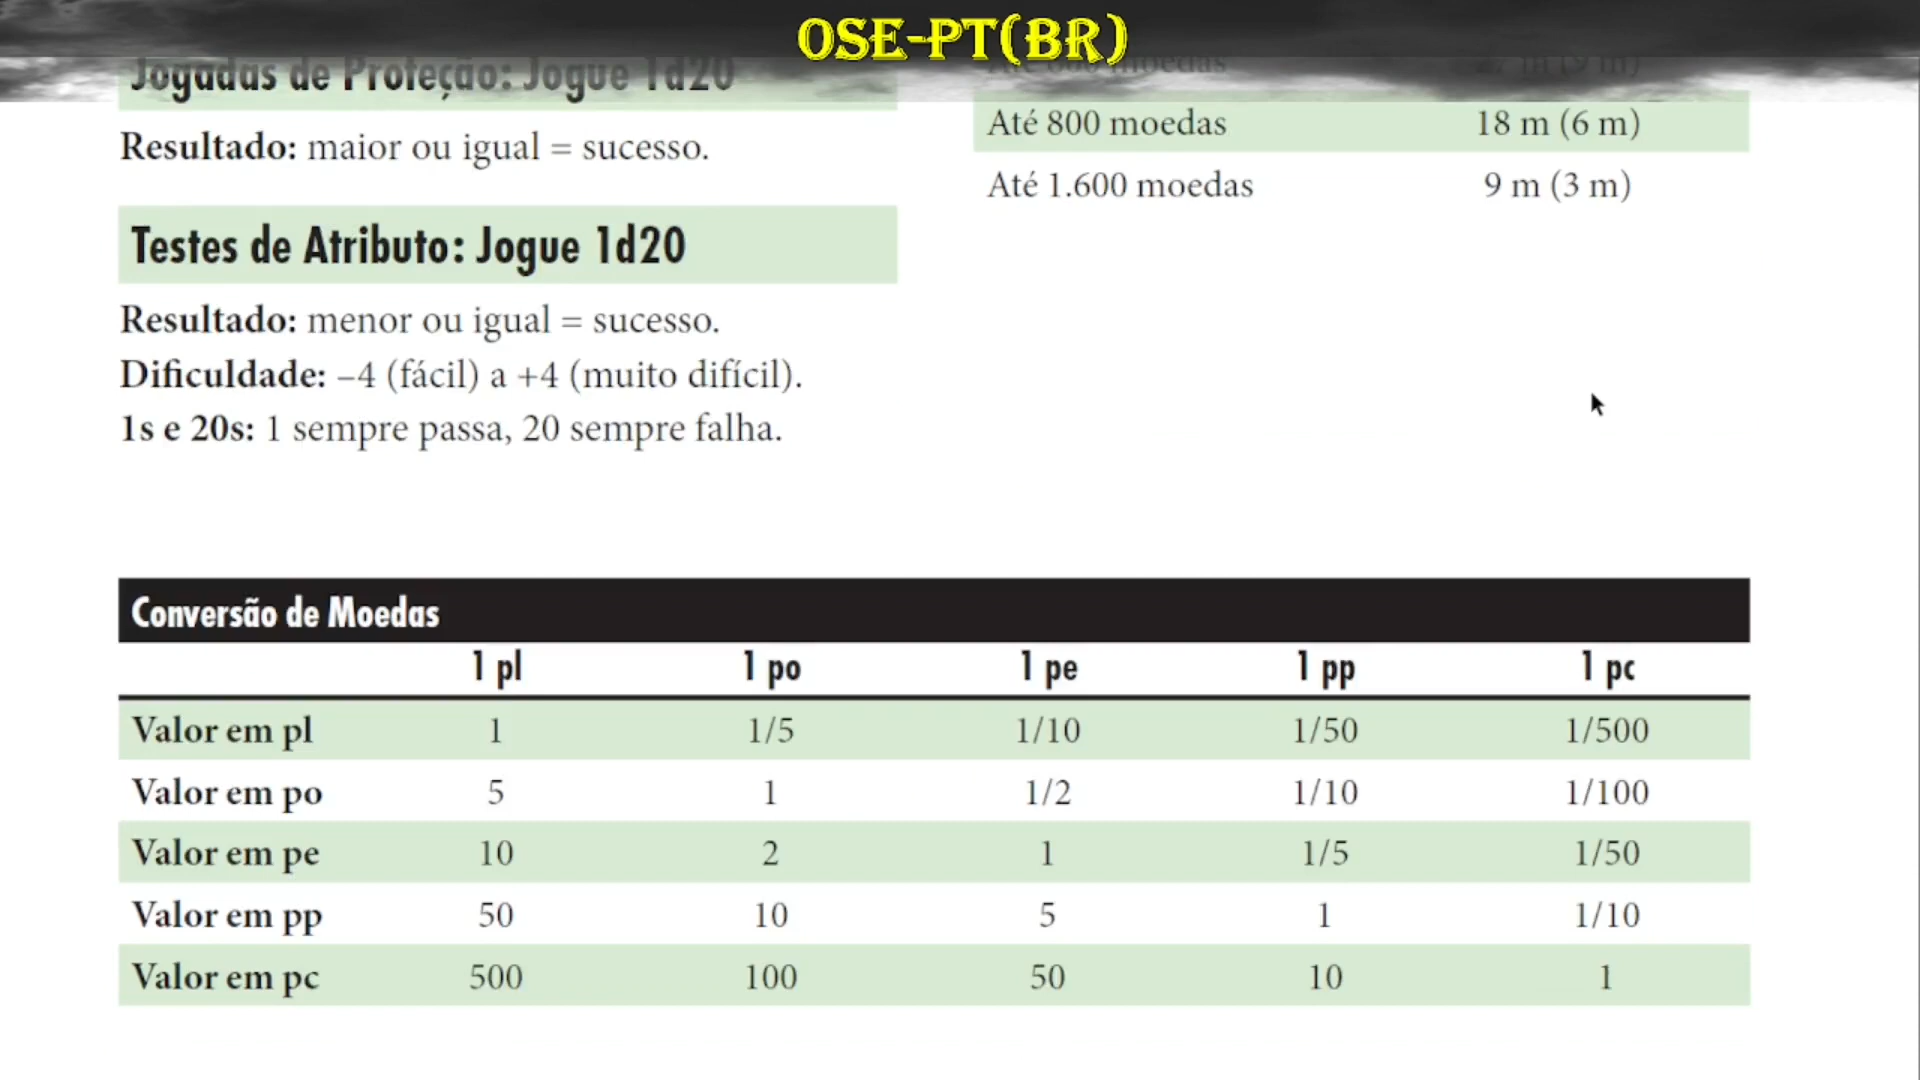 OSE-PT(BR)
Jogadas de Proteção: Jogue 1d20
Resultado: maior ou igual = sucesso.
Testes de Atributo: Jogue 1d20
Resultado: menor ou igual = sucesso.
Dificuldade: –4 (fácil) a +4 (muito difícil).
1s e 20s: 1 sempre passa, 20 sempre falha.
Até 600 moedas 27 m (9 m)
Até 800 moedas 18 m (6 m)
Até 1.600 moedas 9 m (3 m)
Conversão de Moedas
1 pl 1 po 1 pe 1 pp 1 pc
Valor em pl 1 1/5 1/10 1/50 1/500
Valor em po 5 1 1/2 1/10 1/100
Valor em pe 10 2 1 1/5 1/50
Valor em pp 50 10 5 1 1/10
Valor em pc 500 100 50 10 1